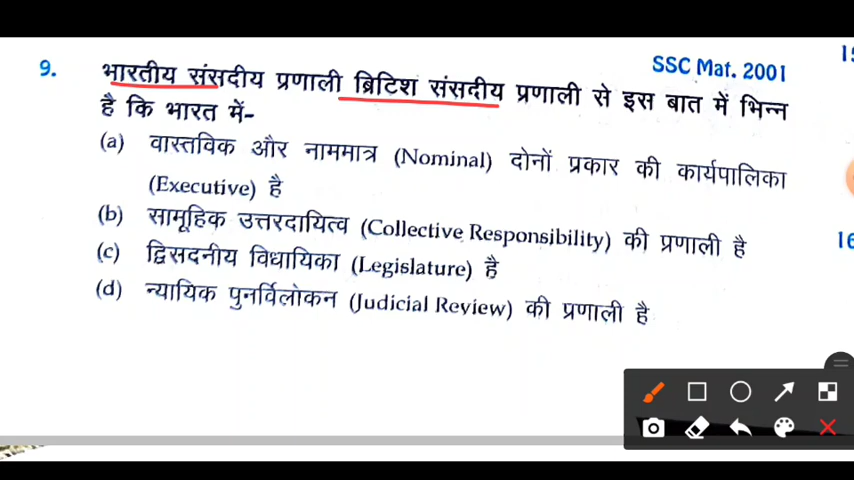 SSC Mat. 2001
9. भारतीय संसदीय प्रणाली ब्रिटिश संसदीय प्रणाली से इस बात में भिन्न
है कि भारत में-
(a) वास्तविक और नाममात्र (Nominal) दोनों प्रकार की कार्यपालिका
(Executive) है
(b) सामूहिक उत्तरदायित्व (Collective Responsibility) की प्रणाली है
(c) द्विसदनीय विधायिका (Legislature) है
(d) न्यायिक पुनर्विलोकन (Judicial Review) की प्रणाली है